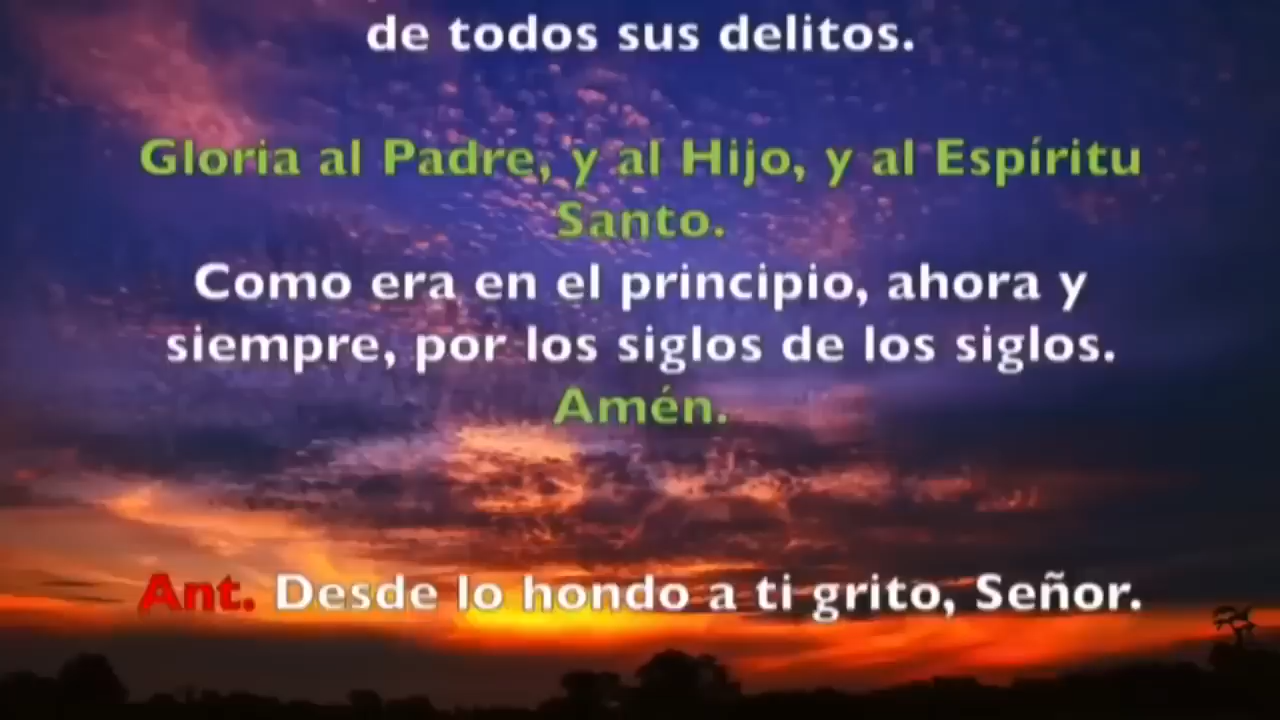 de todos sus delitos.
Gloria al Padre, y al Hijo, y al Espíritu
Santo.
Como era en el principio, ahora y
siempre, por los siglos de los siglos.
Amén.
Ant. Desde lo hondo a ti grito, Señor.